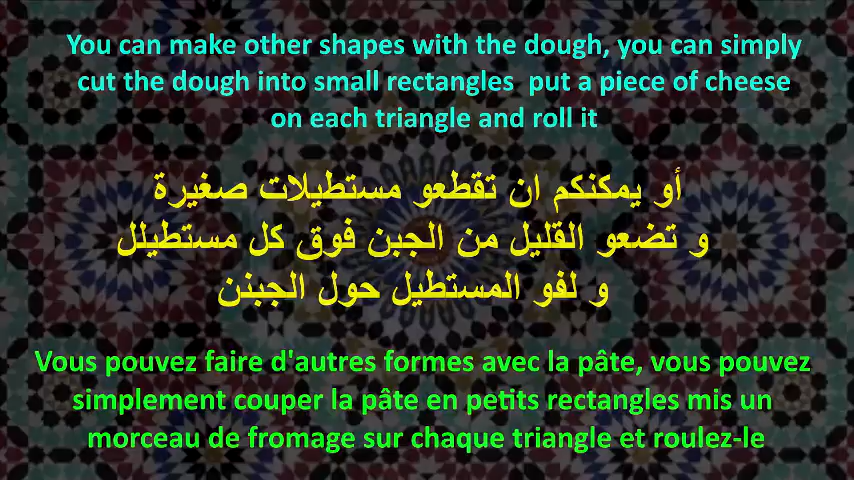 You can make other shapes with the dough, you can simply
cut the dough into small rectangles put a piece of cheese
on each triangle and roll it
أو يمكنكم ان تقطعو مستطيلات صغيرة
و تضعو القليل من الجبن فوق كل مستطيلل
و لفو المستطيل حول الجبنن
Vous pouvez faire d'autres formes avec la pâte, vous pouvez
simplement couper la pâte en petits rectangles mis un
morceau de fromage sur chaque triangle et roulez-le